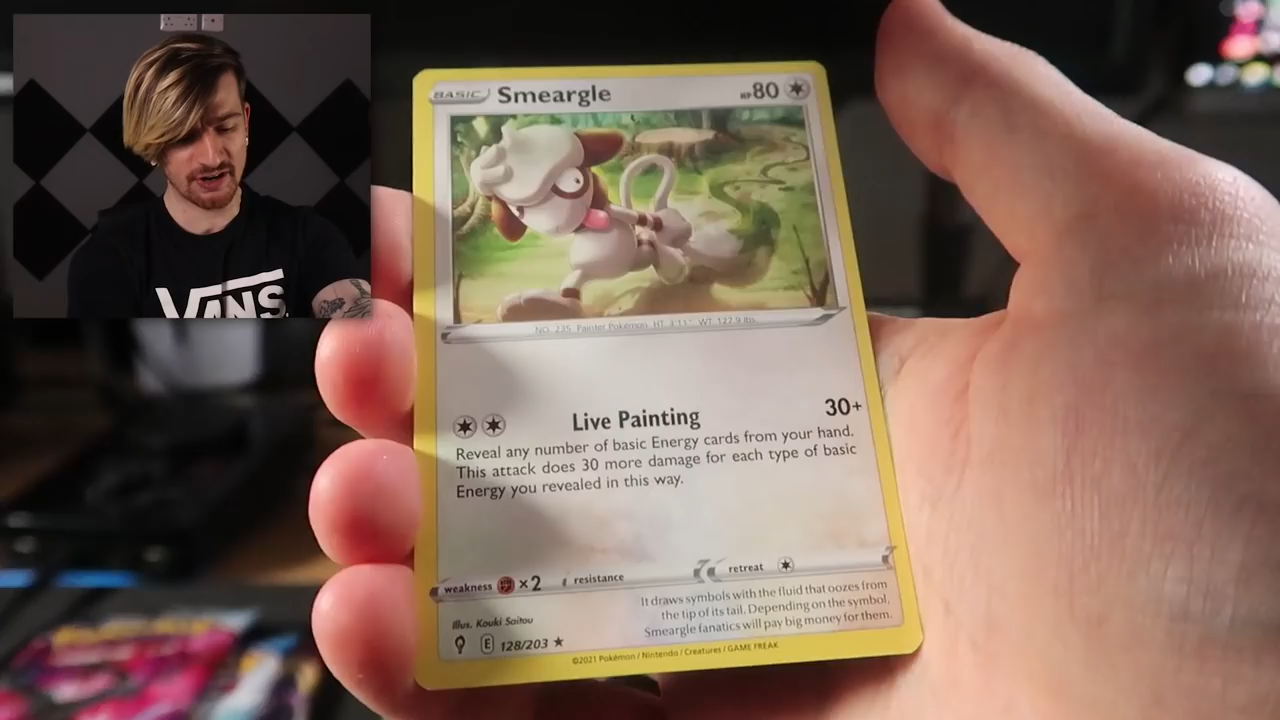 BASIC Smeargle HP 80
NO. 235 Painter Pokémon HT: 3'11" WT: 127.9 lbs.
Live Painting 30+
Reveal any number of basic Energy cards from your hand.
This attack does 30 more damage for each type of basic
Energy you revealed in this way.
weakness ×2 resistance retreat
It draws symbols with the fluid that oozes from
the tip of its tail. Depending on the symbol,
Smeargle fanatics will pay big money for them.
Illus. Kouki Saitou
E 128/203 ★
©2021 Pokémon / Nintendo / Creatures / GAME FREAK
VANS